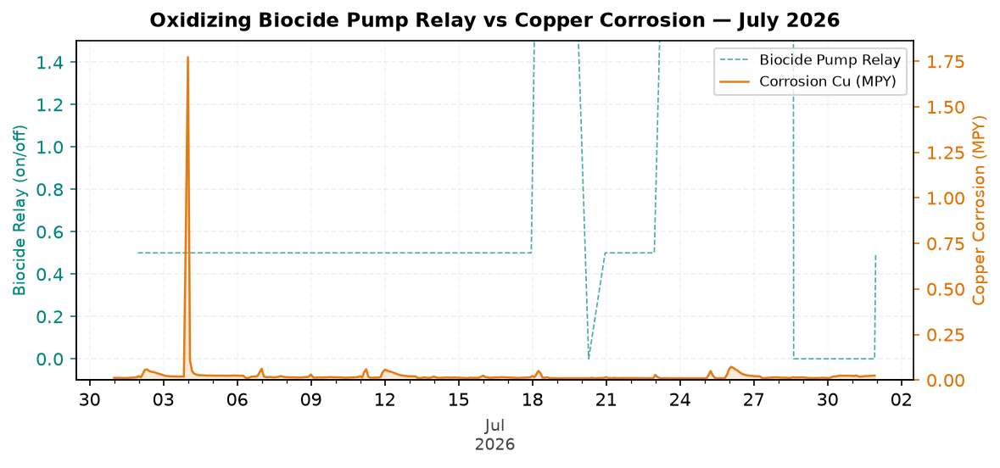 Oxidizing Biocide Pump Relay vs Copper Corrosion — July 2026
Biocide Pump Relay
Corrosion Cu (MPY)
Biocide Relay (on/off)
1.4
1.2
1.0
0.8
0.6
0.4
0.2
0.0
Copper Corrosion (MPY)
1.75
1.50
1.25
1.00
0.75
0.50
0.25
0.00
30 03 06 09 12 15 18 21 24 27 30 02
Jul
2026